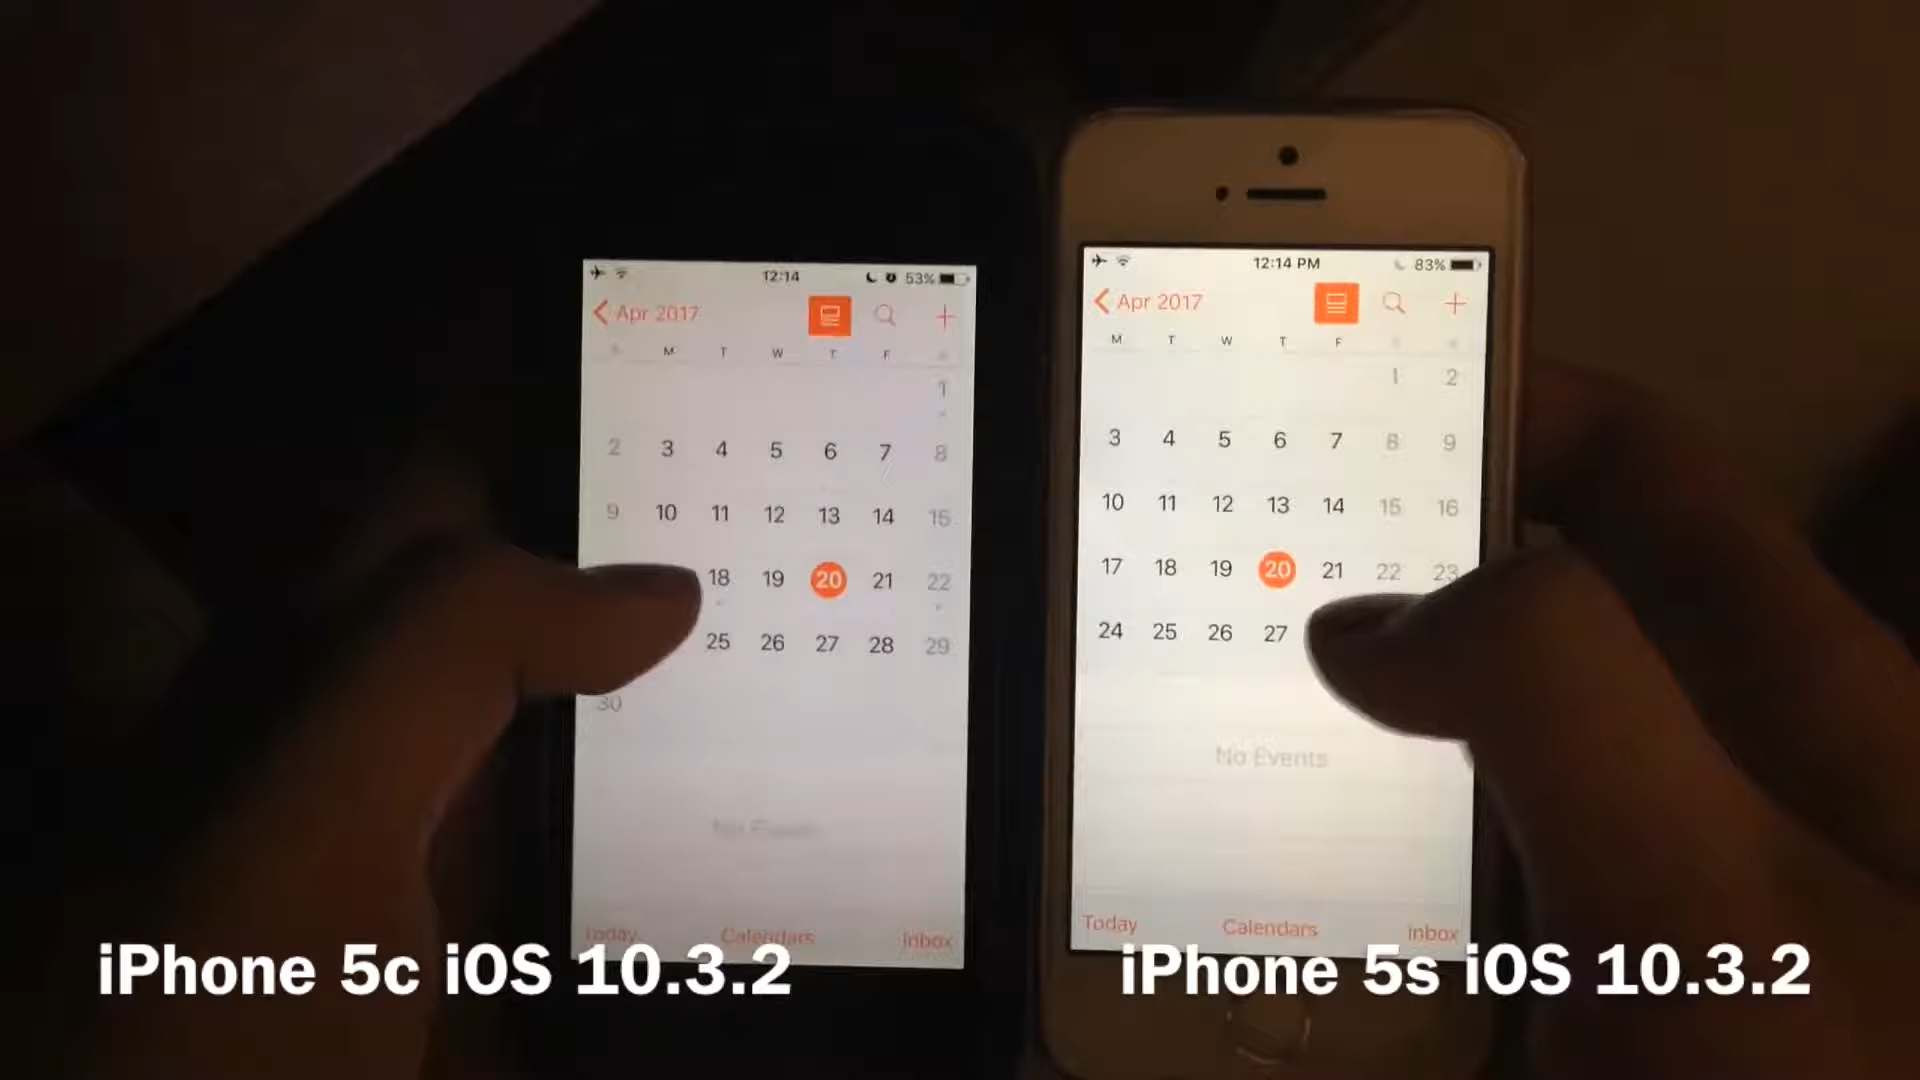 12:14 53%
Apr 2017
M T W T F
1
2 3 4 5 6 7 8
9 10 11 12 13 14 15
18 19 20 21 22
25 26 27 28 29
30
Today Calendars Inbox
iPhone 5c iOS 10.3.2
12:14 PM 83%
Apr 2017
M T W T F
1 2
3 4 5 6 7 8 9
10 11 12 13 14 15 16
17 18 19 20 21 22 23
24 25 26 27
No Events
Today Calendars Inbox
iPhone 5s iOS 10.3.2